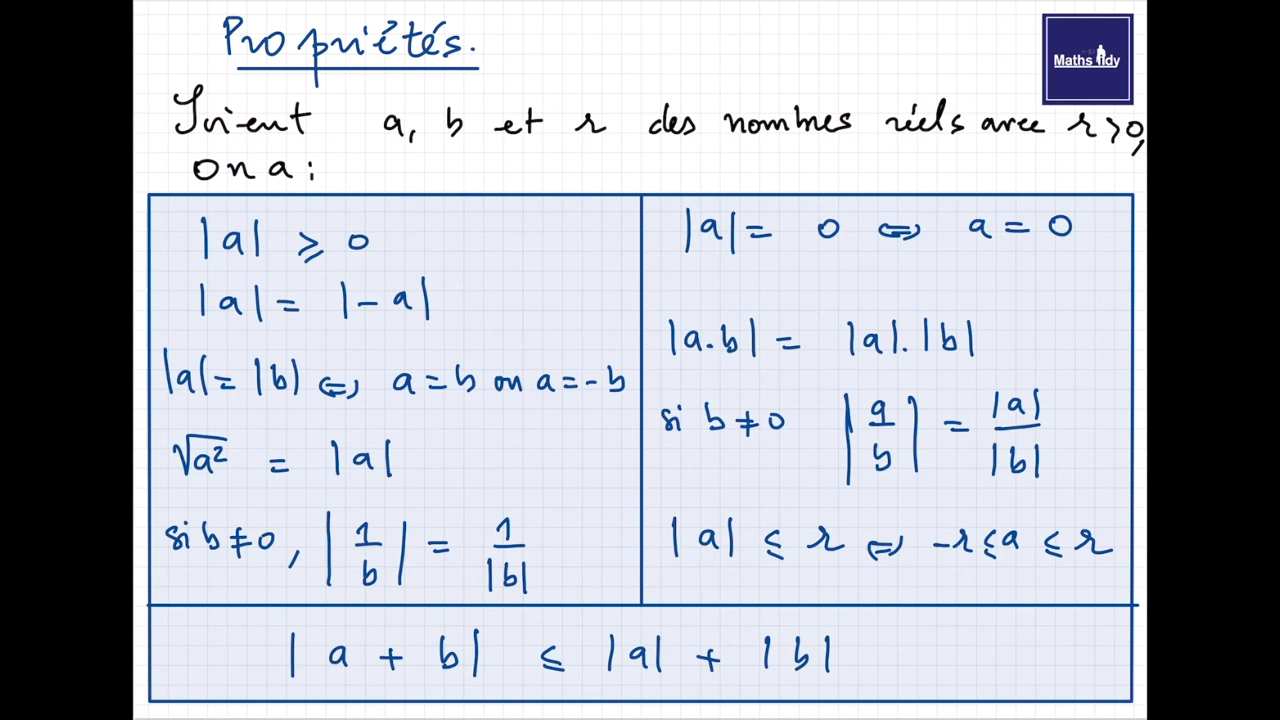 Propriétés.
Maths Tidy
Soient a, b et r des nombres réels avec r > 0,
on a :
|a| ⩾ 0
|a| = |-a|
|a| = |b| ⇔ a = b ou a = -b
√a² = |a|
si b ≠ 0, |1/b| = 1/|b|
|a| = 0 ⇔ a = 0
|a.b| = |a|.|b|
si b ≠ 0 |a/b| = |a|/|b|
|a| ⩽ r ⇔ -r ⩽ a ⩽ r
|a + b| ⩽ |a| + |b|